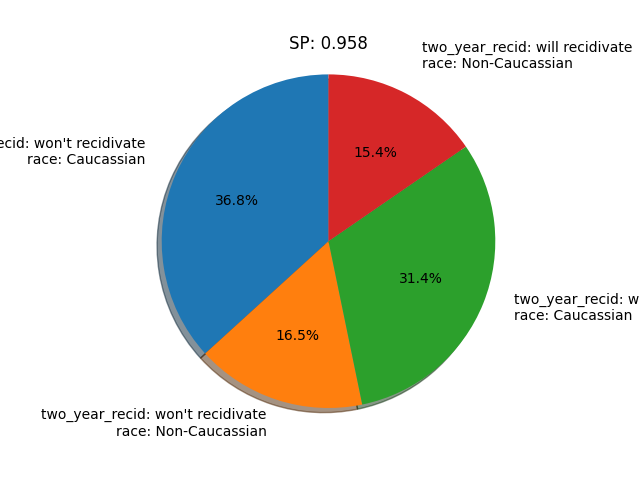 SP: 0.958
two_year_recid: will recidivate
race: Non-Caucassian
15.4%
ecid: won't recidivate
race: Caucassian
36.8%
31.4%
two_year_recid: w
race: Caucassian
16.5%
two_year_recid: won't recidivate
race: Non-Caucassian